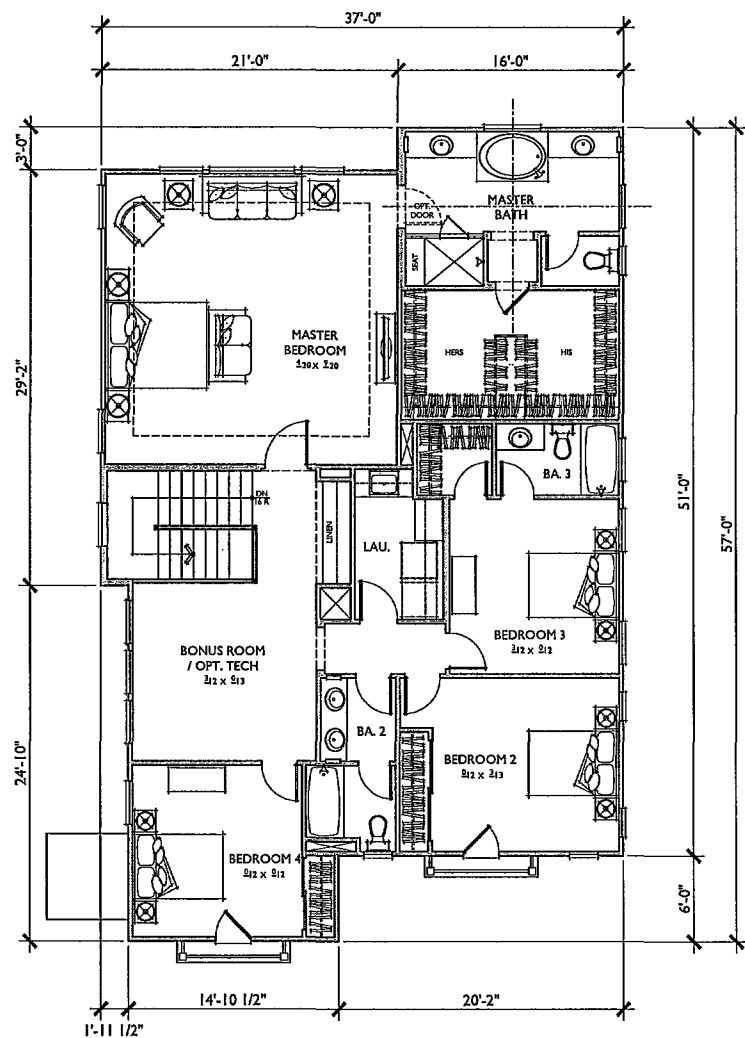 37'-0"
21'-0"
16'-0"
3'-0"
OPT.
DOOR
MASTER
BATH
SEAT
29'-2"
MASTER
BEDROOM
HERS
HIS
BA. 3
DN
16 R
LINEN
LAU.
51'-0"
57'-0"
BEDROOM 3
BONUS ROOM
/ OPT. TECH
BA. 2
BEDROOM 2
24'-10"
BEDROOM 4
6'-0"
14'-10 1/2"
20'-2"
1'-11 1/2"